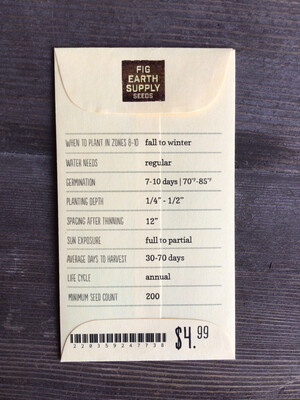 FIG
EARTH
SUPPLY
SEEDS
WHEN TO PLANT IN ZONES 8-10 fall to winter
WATER NEEDS regular
GERMINATION 7-10 days | 70°F-85°F
PLANTING DEPTH 1/4" - 1/2"
SPACING AFTER THINNING 12"
SUN EXPOSURE full to partial
AVERAGE DAYS TO HARVEST 30-70 days
LIFE CYCLE annual
MINIMUM SEED COUNT 200
228359247738 $4.99